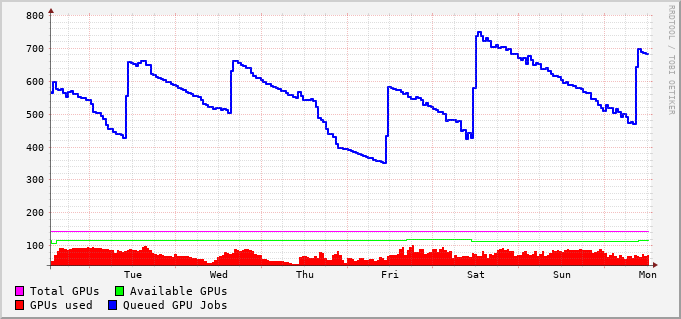 800
700
600
500
400
300
200
100
Tue Wed Thu Fri Sat Sun Mon
Total GPUs Available GPUs
GPUs used Queued GPU Jobs
RRDTOOL / TOBI OETIKER